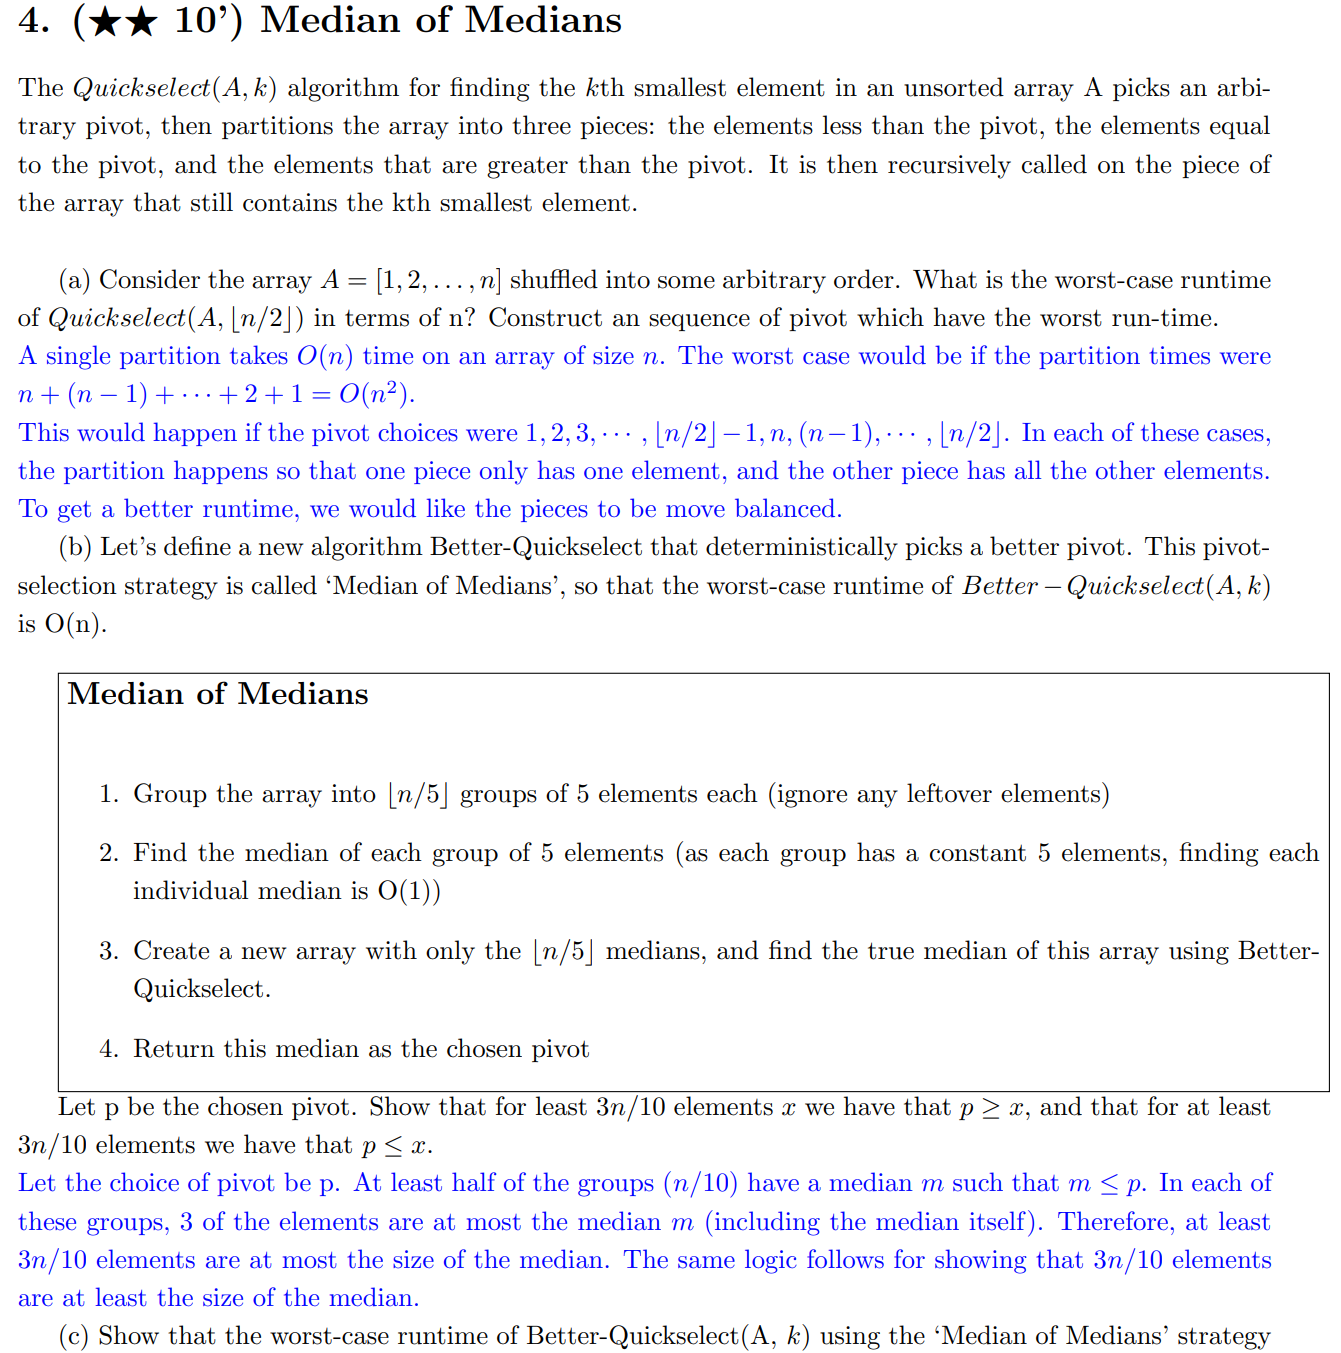 4. (★★ 10’) Median of Medians
The Quickselect(A, k) algorithm for finding the kth smallest element in an unsorted array A picks an arbi-
trary pivot, then partitions the array into three pieces: the elements less than the pivot, the elements equal
to the pivot, and the elements that are greater than the pivot. It is then recursively called on the piece of
the array that still contains the kth smallest element.
(a) Consider the array A = [1, 2, . . . , n] shuffled into some arbitrary order. What is the worst-case runtime
of Quickselect(A, ⌊n/2⌋) in terms of n? Construct an sequence of pivot which have the worst run-time.
A single partition takes O(n) time on an array of size n. The worst case would be if the partition times were
n + (n − 1) + · · · + 2 + 1 = O(n²).
This would happen if the pivot choices were 1, 2, 3, · · · , ⌊n/2⌋ − 1, n, (n − 1), · · · , ⌊n/2⌋. In each of these cases,
the partition happens so that one piece only has one element, and the other piece has all the other elements.
To get a better runtime, we would like the pieces to be move balanced.
(b) Let’s define a new algorithm Better-Quickselect that deterministically picks a better pivot. This pivot-
selection strategy is called ‘Median of Medians’, so that the worst-case runtime of Better − Quickselect(A, k)
is O(n).
Median of Medians
1. Group the array into ⌊n/5⌋ groups of 5 elements each (ignore any leftover elements)
2. Find the median of each group of 5 elements (as each group has a constant 5 elements, finding each
individual median is O(1))
3. Create a new array with only the ⌊n/5⌋ medians, and find the true median of this array using Better-
Quickselect.
4. Return this median as the chosen pivot
Let p be the chosen pivot. Show that for least 3n/10 elements x we have that p ≥ x, and that for at least
3n/10 elements we have that p ≤ x.
Let the choice of pivot be p. At least half of the groups (n/10) have a median m such that m ≤ p. In each of
these groups, 3 of the elements are at most the median m (including the median itself). Therefore, at least
3n/10 elements are at most the size of the median. The same logic follows for showing that 3n/10 elements
are at least the size of the median.
(c) Show that the worst-case runtime of Better-Quickselect(A, k) using the ‘Median of Medians’ strategy